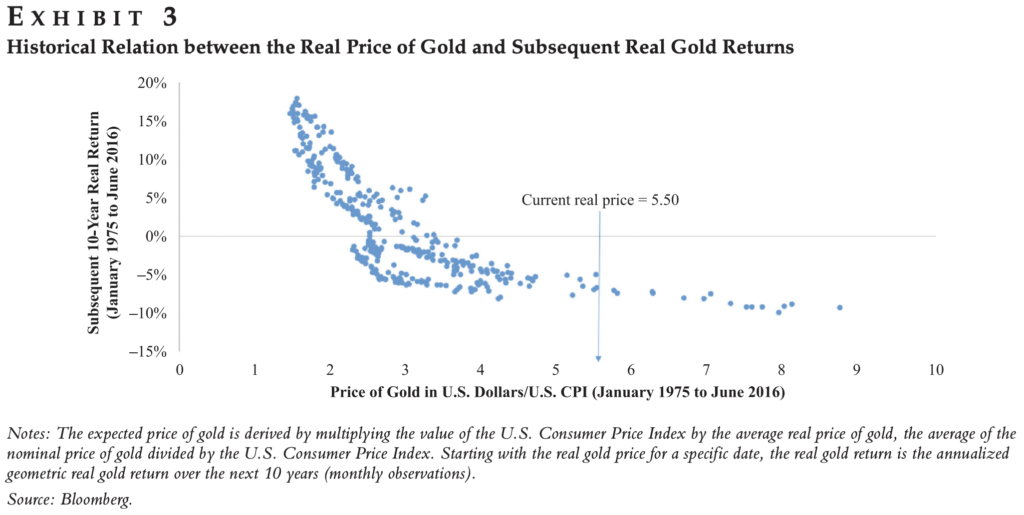 EXHIBIT 3
Historical Relation between the Real Price of Gold and Subsequent Real Gold Returns
20%
15%
10%
5%
0%
–5%
–10%
–15%
Subsequent 10-Year Real Return
(January 1975 to June 2016)
Current real price = 5.50
0 1 2 3 4 5 6 7 8 9 10
Price of Gold in U.S. Dollars/U.S. CPI (January 1975 to June 2016)
Notes: The expected price of gold is derived by multiplying the value of the U.S. Consumer Price Index by the average real price of gold, the average of the
nominal price of gold divided by the U.S. Consumer Price Index. Starting with the real gold price for a specific date, the real gold return is the annualized
geometric real gold return over the next 10 years (monthly observations).
Source: Bloomberg.